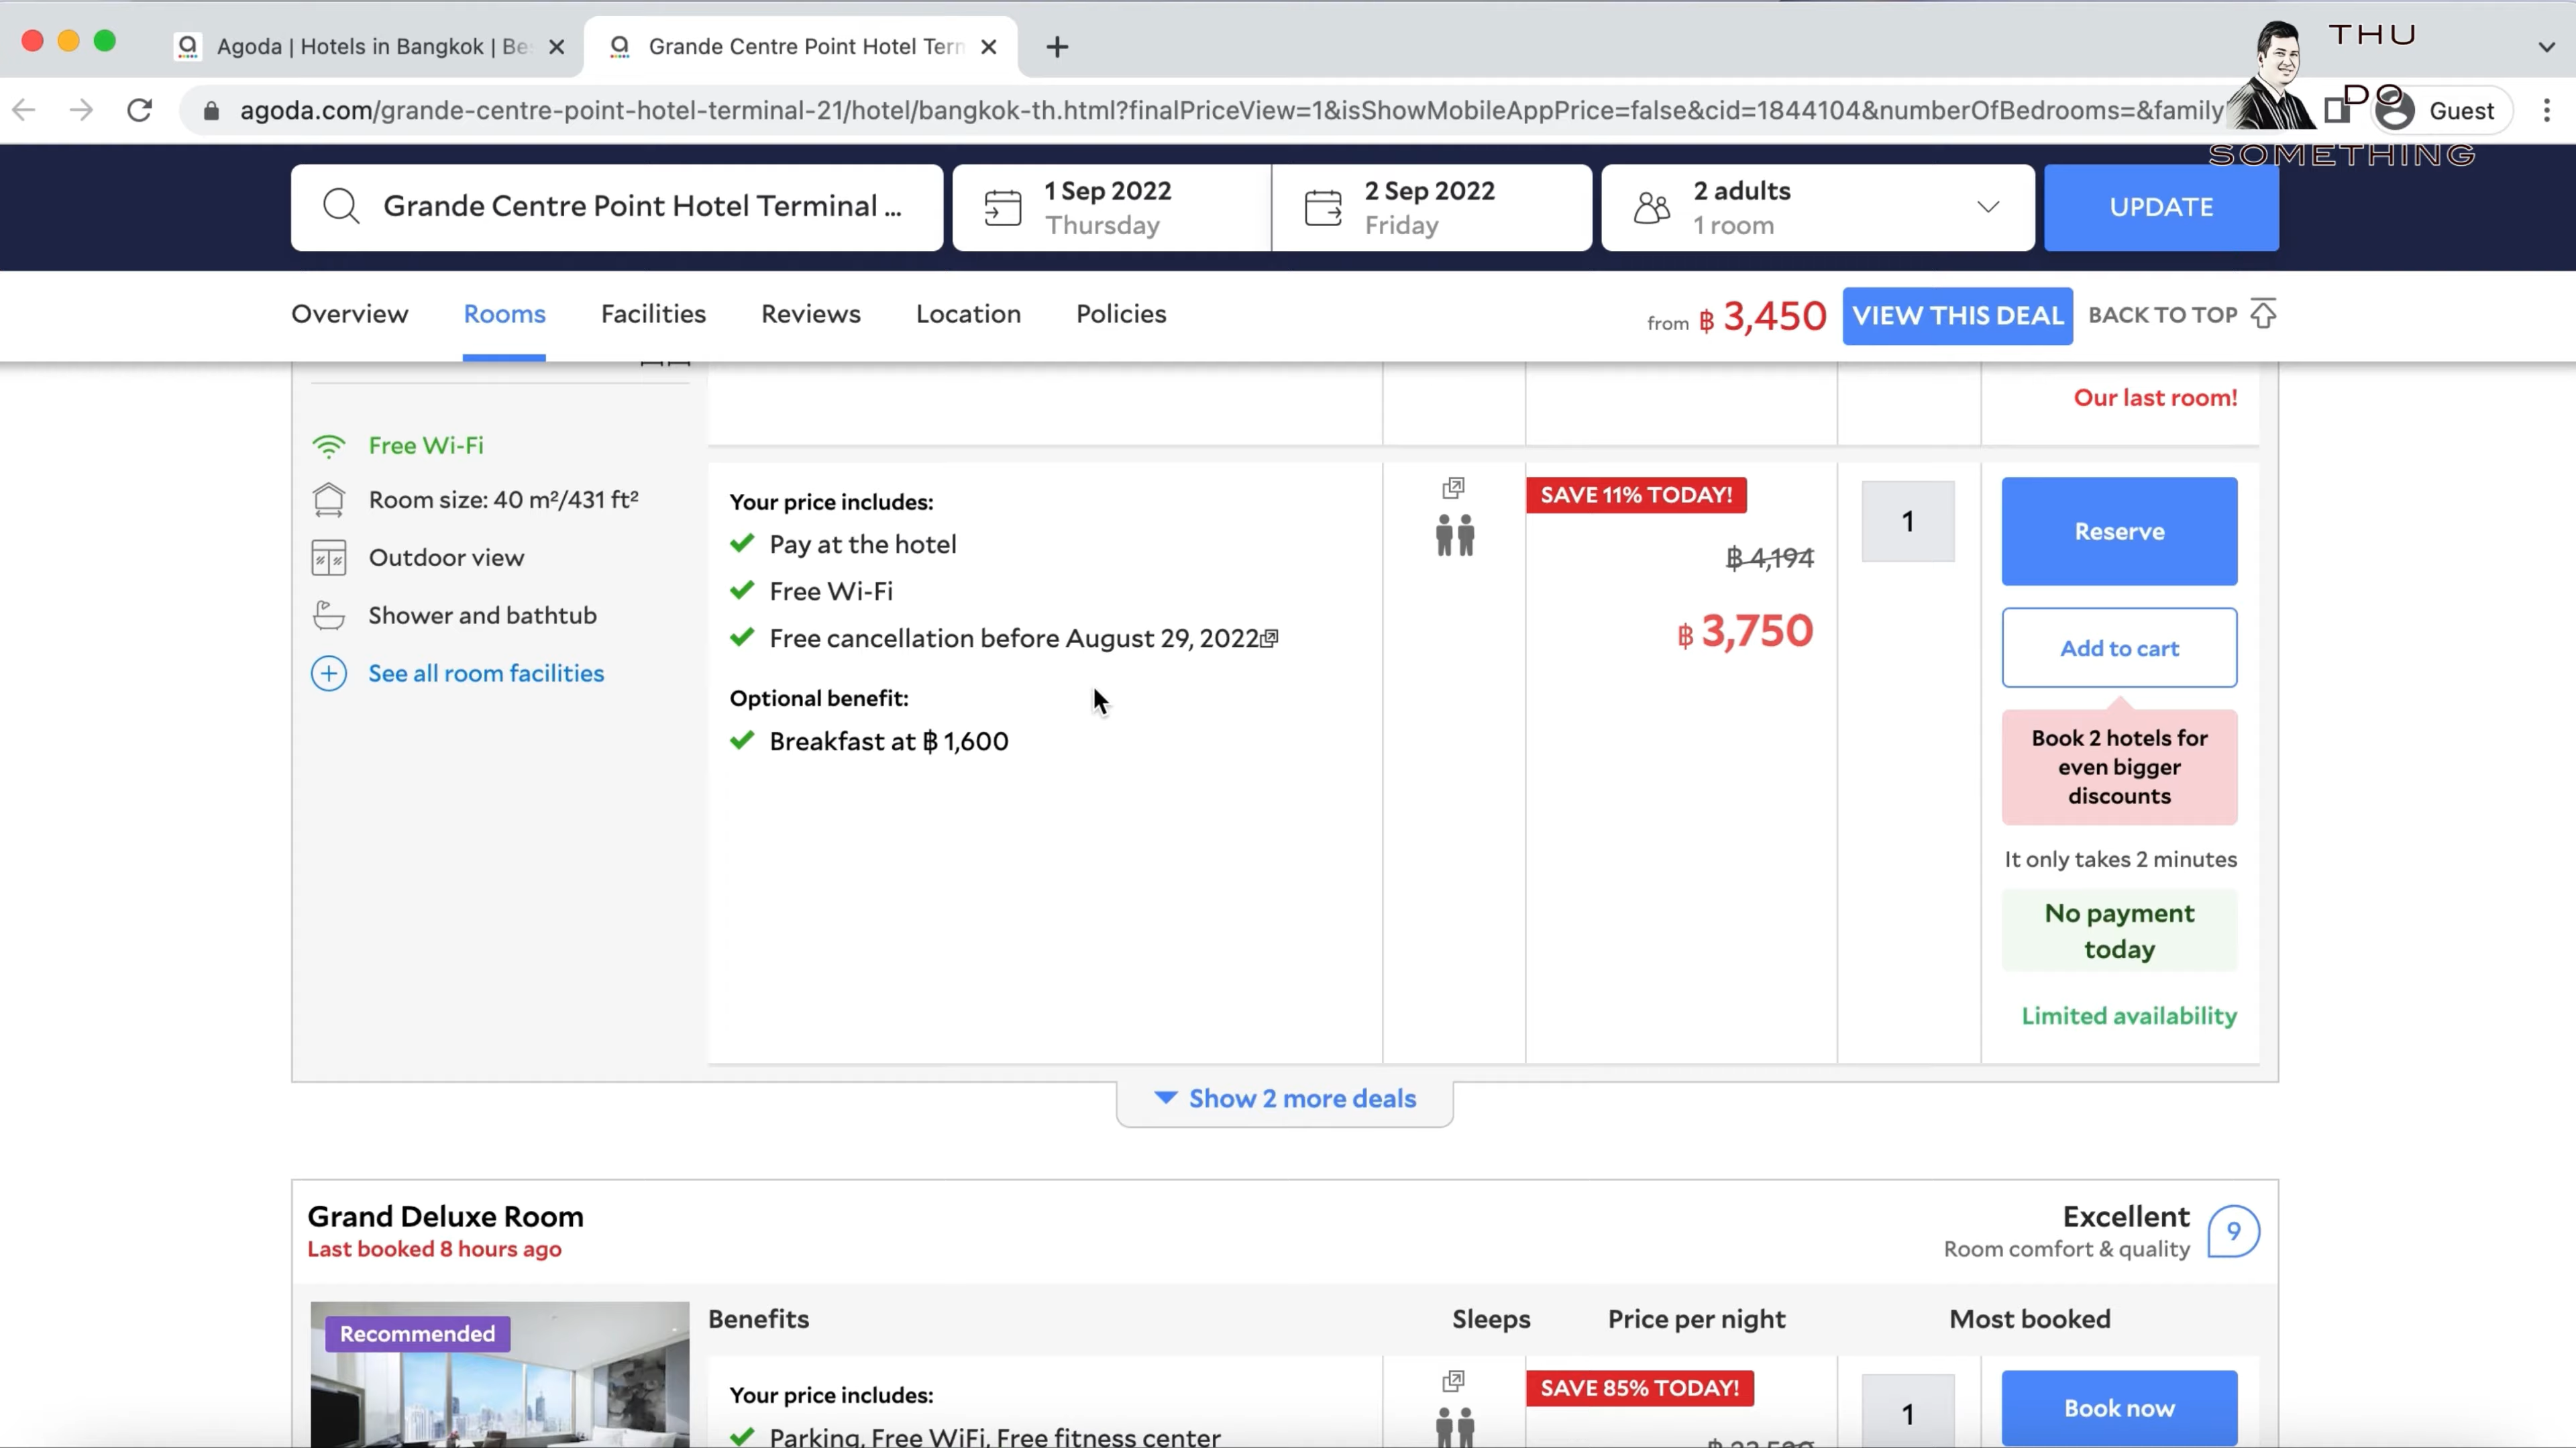 Agoda | Hotels in Bangkok | Be
Grande Centre Point Hotel Term
THU
DO
SOMETHING
agoda.com/grande-centre-point-hotel-terminal-21/hotel/bangkok-th.html?finalPriceView=1&isShowMobileAppPrice=false&cid=1844104&numberOfBedrooms=&family
Guest
Grande Centre Point Hotel Terminal ...
1 Sep 2022
Thursday
2 Sep 2022
Friday
2 adults
1 room
UPDATE
Overview
Rooms
Facilities
Reviews
Location
Policies
from ฿ 3,450
VIEW THIS DEAL
BACK TO TOP
Our last room!
Free Wi-Fi
Room size: 40 m²/431 ft²
Outdoor view
Shower and bathtub
See all room facilities
Your price includes:
Pay at the hotel
Free Wi-Fi
Free cancellation before August 29, 2022
Optional benefit:
Breakfast at ฿ 1,600
SAVE 11% TODAY!
฿ 4,194
฿ 3,750
1
Reserve
Add to cart
Book 2 hotels for
even bigger
discounts
It only takes 2 minutes
No payment
today
Limited availability
Show 2 more deals
Grand Deluxe Room
Last booked 8 hours ago
Excellent
Room comfort & quality
9
Recommended
Benefits
Sleeps
Price per night
Most booked
Your price includes:
Parking, Free WiFi, Free fitness center
SAVE 85% TODAY!
1
Book now